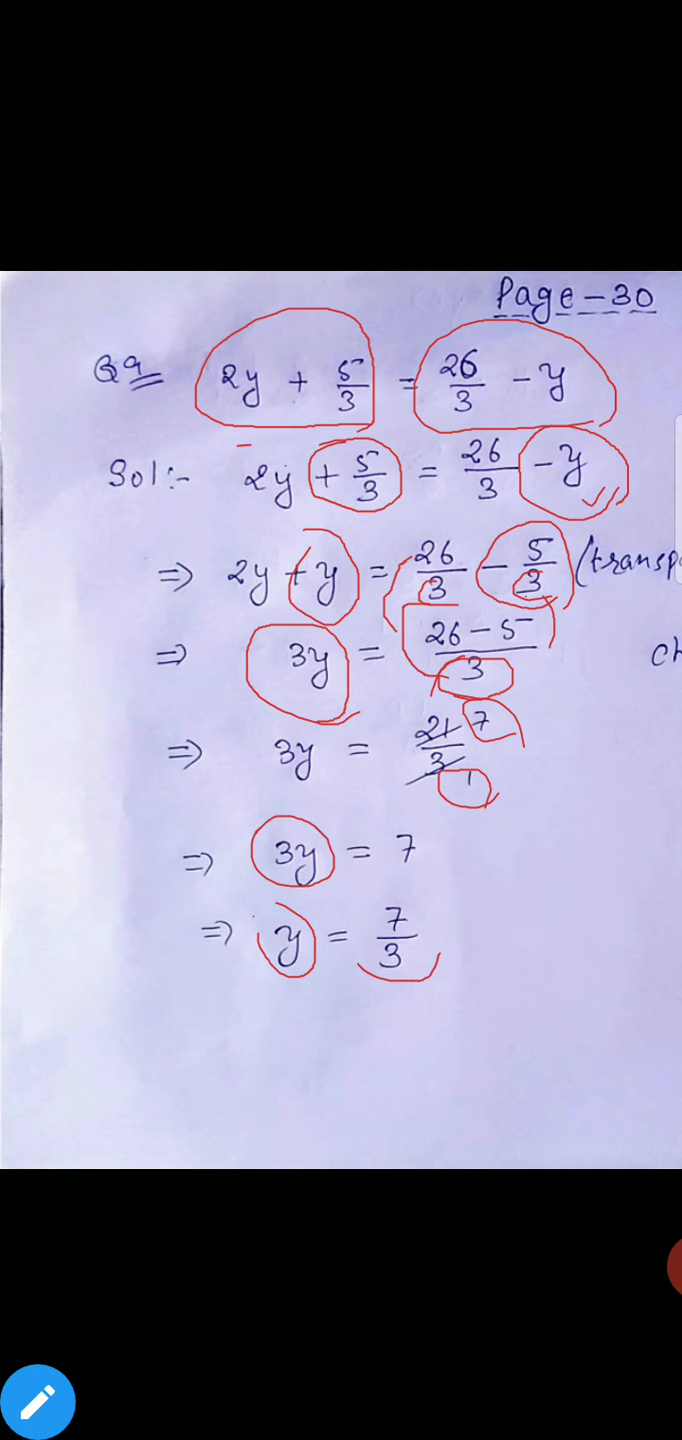 Page-30
Q9 2y + 5/3 = 26/3 - y
Sol:- 2y + 5/3 = 26/3 - y
⇒ 2y + y = 26/3 - 5/3 (transp
⇒ 3y = 26-5/3
⇒ 3y = 21/3 7 1
⇒ 3y = 7
⇒ y = 7/3